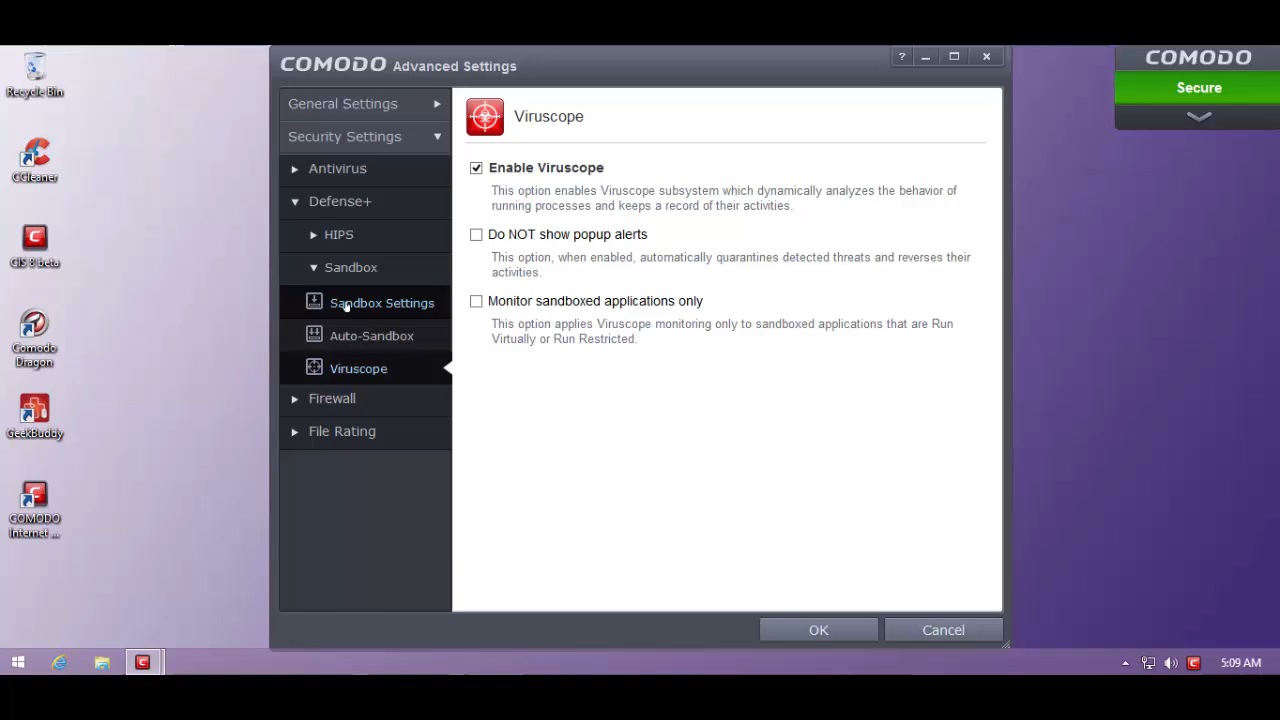 Recycle Bin
CCleaner
CIS 8 beta
Comodo
Dragon
GeekBuddy
COMODO
Internet ...
COMODO Advanced Settings
?
General Settings
Security Settings
Antivirus
Defense+
HIPS
Sandbox
Sandbox Settings
Auto-Sandbox
Viruscope
Firewall
File Rating
Viruscope
Enable Viruscope
This option enables Viruscope subsystem which dynamically analyzes the behavior of
running processes and keeps a record of their activities.
Do NOT show popup alerts
This option, when enabled, automatically quarantines detected threats and reverses their
activities.
Monitor sandboxed applications only
This option applies Viruscope monitoring only to sandboxed applications that are Run
Virtually or Run Restricted.
OK
Cancel
COMODO
Secure
5:09 AM